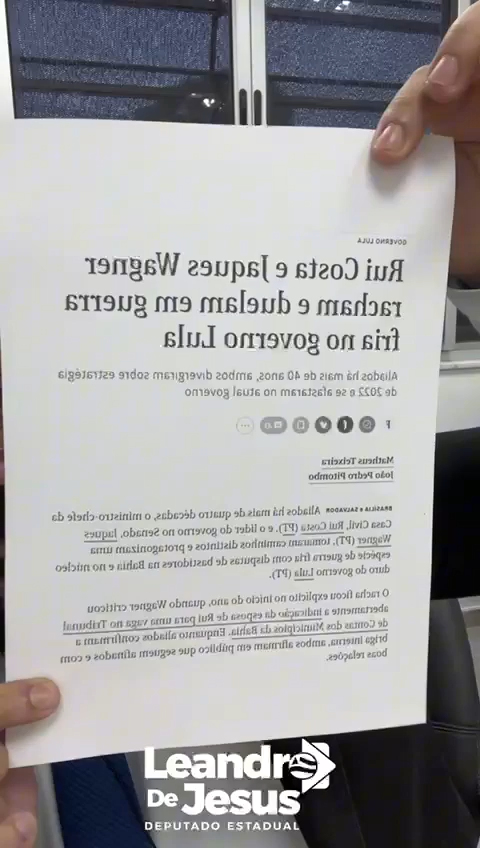 GOVERNO LULA
Rui Costa e Jaques Wagner
racham e duelam em guerra
fria no governo Lula
Aliados há mais de 40 anos, ambos divergiram sobre estratégia
de 2022 e se afastaram no atual governo
Matheus Teixeira
João Pedro Pitombo
BRASÍLIA E SALVADOR Aliados há mais de quatro décadas, o ministro-chefe da
Casa Civil, Rui Costa (PT), e o líder do governo no Senado, Jaques
Wagner (PT), tomaram caminhos distintos e protagonizam uma
espécie de guerra fria com disputas de bastidores na Bahia e no núcleo
duro do governo Lula (PT).
O racha ficou explícito no início do ano, quando Wagner criticou
abertamente a indicação da esposa de Rui para uma vaga no Tribunal
de Contas dos Municípios da Bahia. Enquanto aliados confirmam a
briga interna, ambos afirmam em público que seguem afinados e com
boas relações.
Leandro
De Jesus
DEPUTADO ESTADUAL